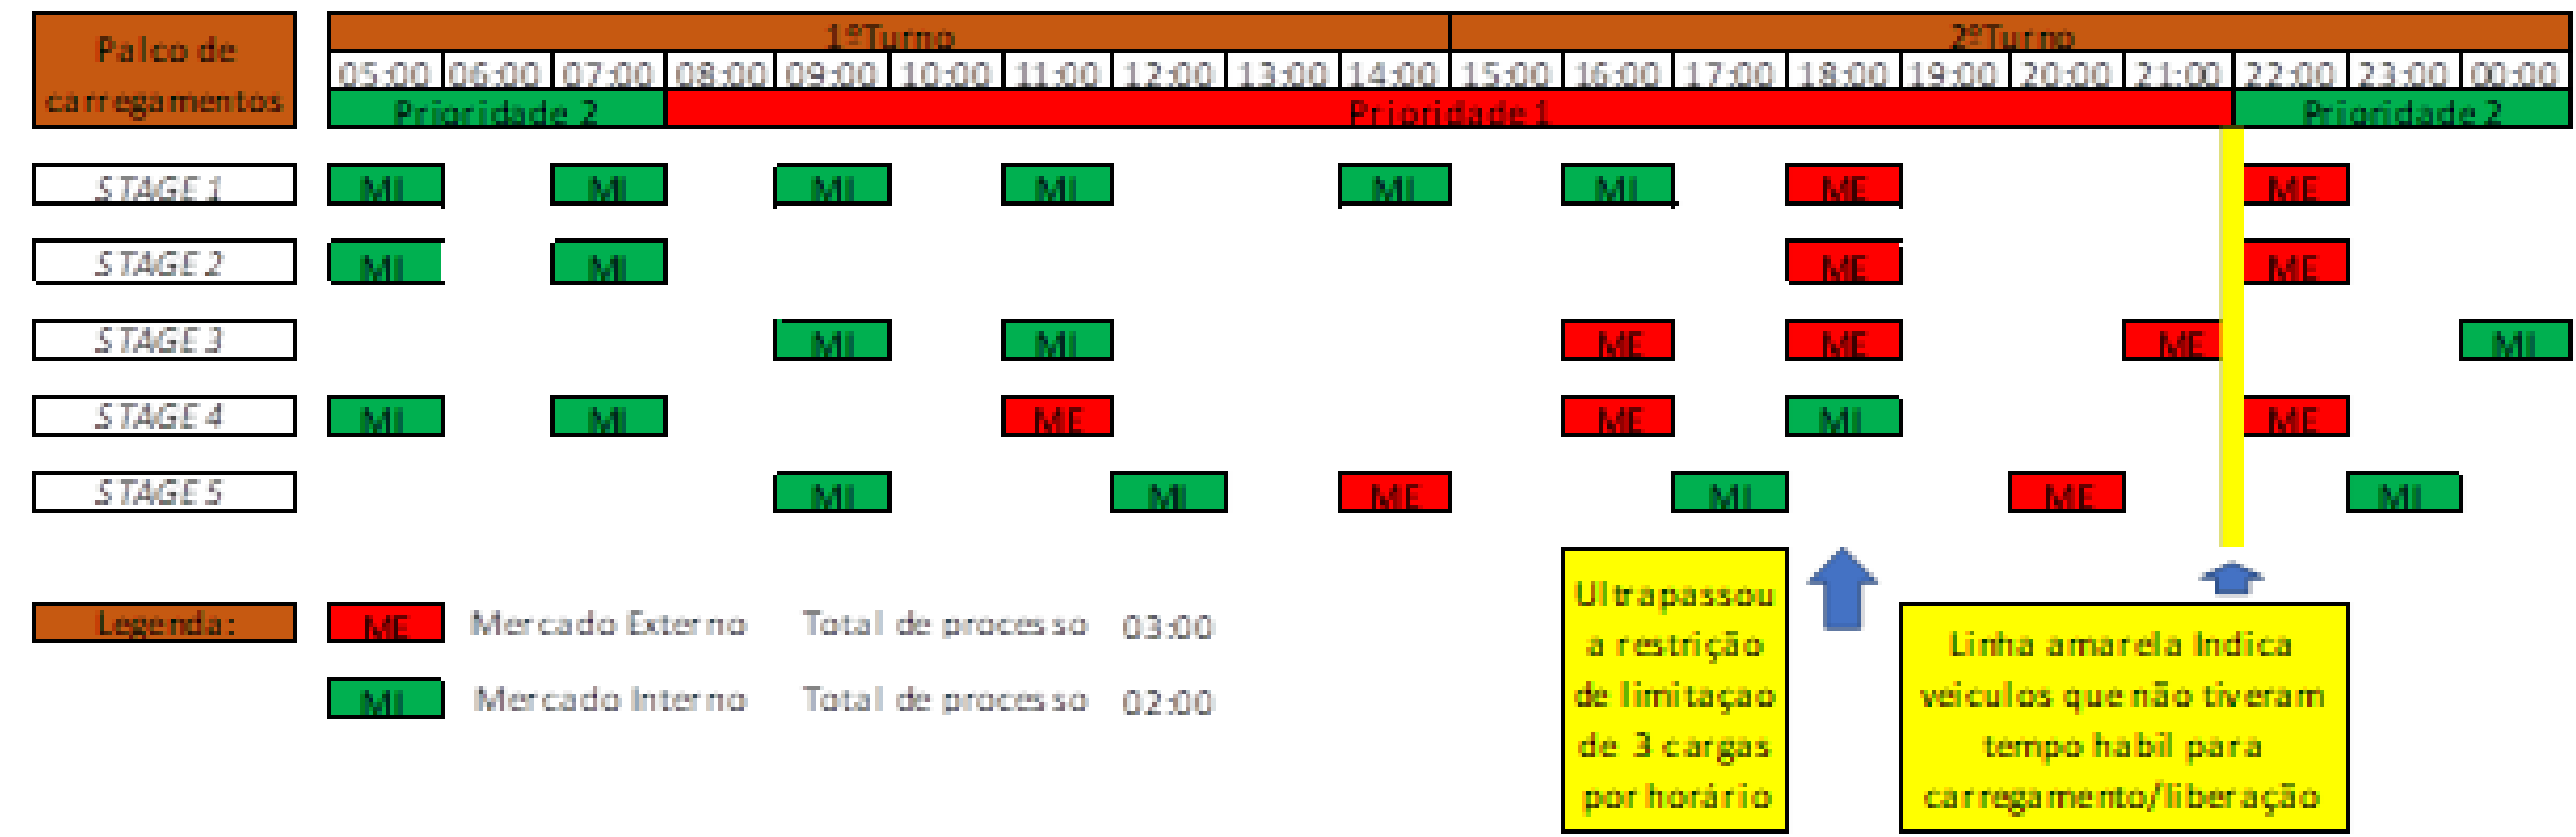 Palco de
carregamentos
1ºTurno 2ºTurno
05:00 06:00 07:00 08:00 09:00 10:00 11:00 12:00 13:00 14:00 15:00 16:00 17:00 18:00 19:00 20:00 21:00 22:00 23:00 00:00
Prioridade 2 Prioridade 1 Prioridade 2
STAGE 1 MI MI MI MI MI MI ME ME
STAGE 2 MI MI ME ME
STAGE 3 MI MI ME ME ME MI
STAGE 4 MI MI ME ME MI ME
STAGE 5 MI MI ME MI ME MI
Ultrapassou
a restrição
de limitaçao
de 3 cargas
por horário
Linha amarela Indica
veiculos que não tiveram
tempo habil para
carregamento/liberação
Legenda: ME Mercado Externo Total de processo 03:00
MI Mercado Interno Total de processo 02:00